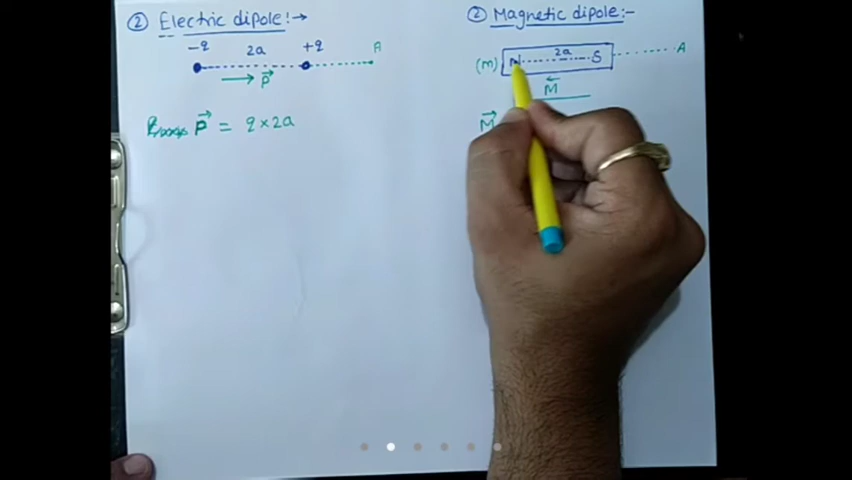 ② Electric dipole!→
-q 2a +q A
→ P
P = q×2a
② Magnetic dipole:-
(m) N 2a S A
M
M